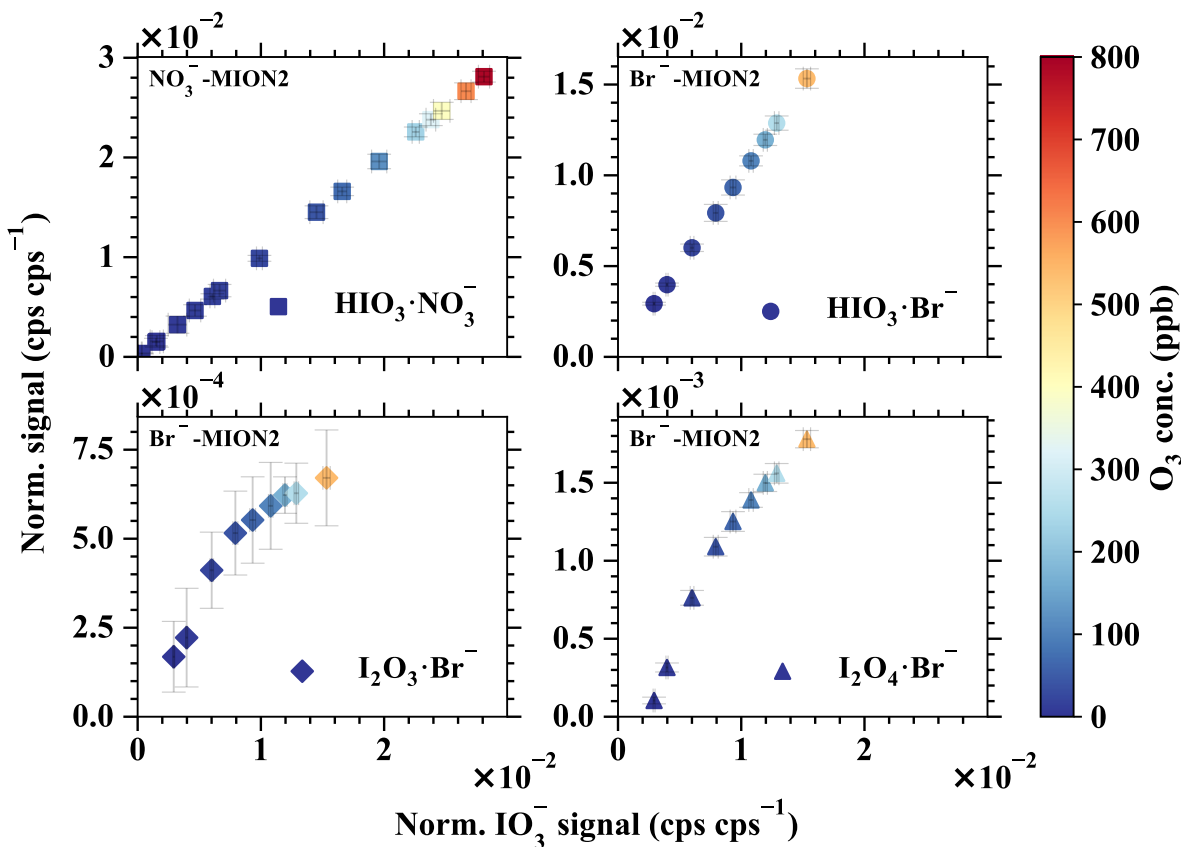 ×10⁻²
3
2
1
0
NO₃⁻-MION2
HIO₃·NO₃⁻
×10⁻²
1.5
1.0
0.5
0.0
Br⁻-MION2
HIO₃·Br⁻
×10⁻⁴
7.5
5.0
2.5
0.0
Br⁻-MION2
I₂O₃·Br⁻
0 1 2
×10⁻²
×10⁻³
1.5
1.0
0.5
0.0
Br⁻-MION2
I₂O₄·Br⁻
0 1 2
×10⁻²
Norm. signal (cps cps⁻¹)
Norm. IO₃⁻ signal (cps cps⁻¹)
800
700
600
500
400
300
200
100
0
O₃ conc. (ppb)